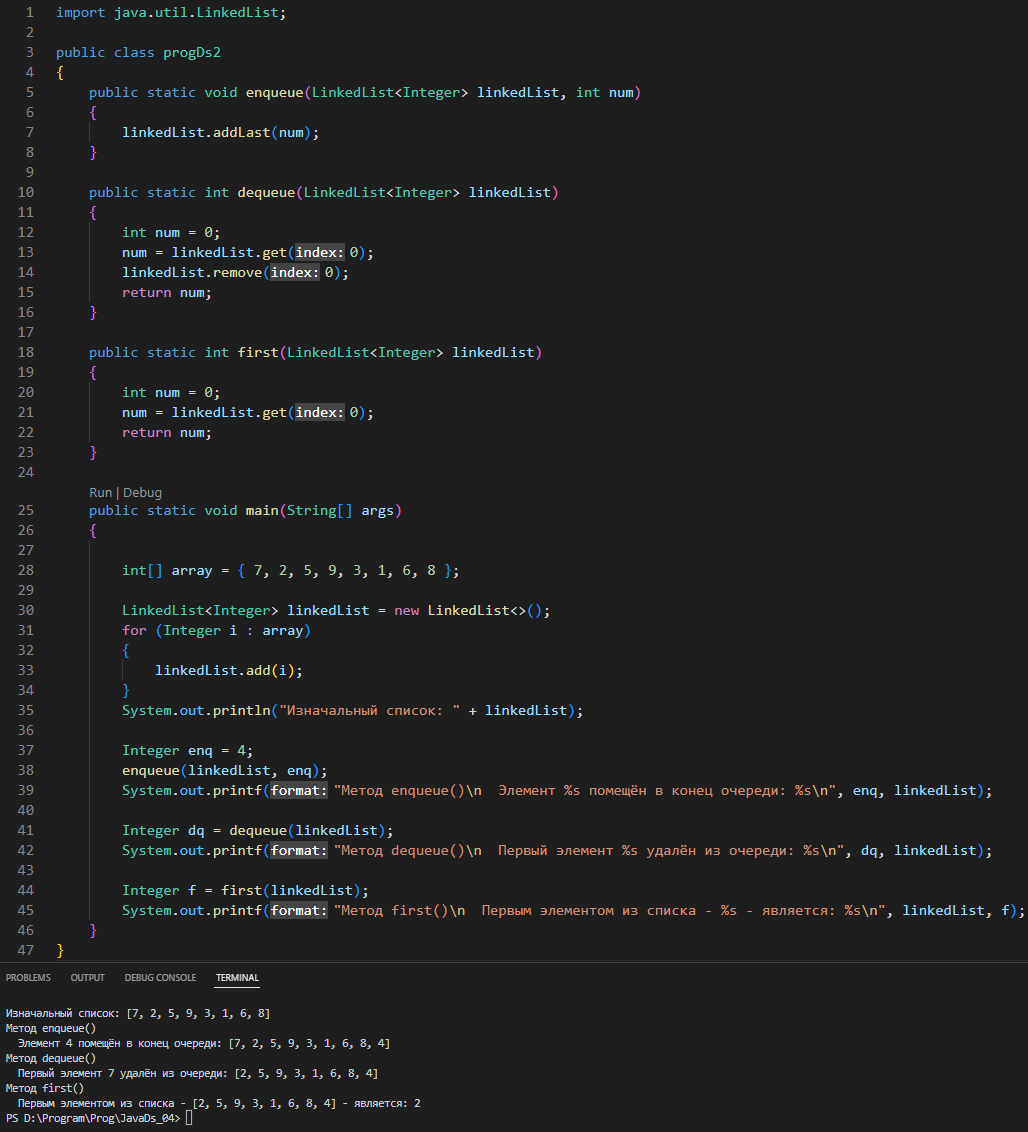 1 import java.util.LinkedList;
2
3 public class progDs2
4 {
5 public static void enqueue(LinkedList<Integer> linkedList, int num)
6 {
7 linkedList.addLast(num);
8 }
9
10 public static int dequeue(LinkedList<Integer> linkedList)
11 {
12 int num = 0;
13 num = linkedList.get(index: 0);
14 linkedList.remove(index: 0);
15 return num;
16 }
17
18 public static int first(LinkedList<Integer> linkedList)
19 {
20 int num = 0;
21 num = linkedList.get(index: 0);
22 return num;
23 }
24
Run | Debug
25 public static void main(String[] args)
26 {
27
28 int[] array = { 7, 2, 5, 9, 3, 1, 6, 8 };
29
30 LinkedList<Integer> linkedList = new LinkedList<>();
31 for (Integer i : array)
32 {
33 linkedList.add(i);
34 }
35 System.out.println("Изначальный список: " + linkedList);
36
37 Integer enq = 4;
38 enqueue(linkedList, enq);
39 System.out.printf(format: "Метод enqueue()\n  Элемент %s помещён в конец очереди: %s\n", enq, linkedList);
40
41 Integer dq = dequeue(linkedList);
42 System.out.printf(format: "Метод dequeue()\n  Первый элемент %s удалён из очереди: %s\n", dq, linkedList);
43
44 Integer f = first(linkedList);
45 System.out.printf(format: "Метод first()\n  Первым элементом из списка - %s - является: %s\n", linkedList, f);
46 }
47 }
PROBLEMS OUTPUT DEBUG CONSOLE TERMINAL
Изначальный список: [7, 2, 5, 9, 3, 1, 6, 8]
Метод enqueue()
Элемент 4 помещён в конец очереди: [7, 2, 5, 9, 3, 1, 6, 8, 4]
Метод dequeue()
Первый элемент 7 удалён из очереди: [2, 5, 9, 3, 1, 6, 8, 4]
Метод first()
Первым элементом из списка - [2, 5, 9, 3, 1, 6, 8, 4] - является: 2
PS D:\Program\Prog\JavaDs_04>